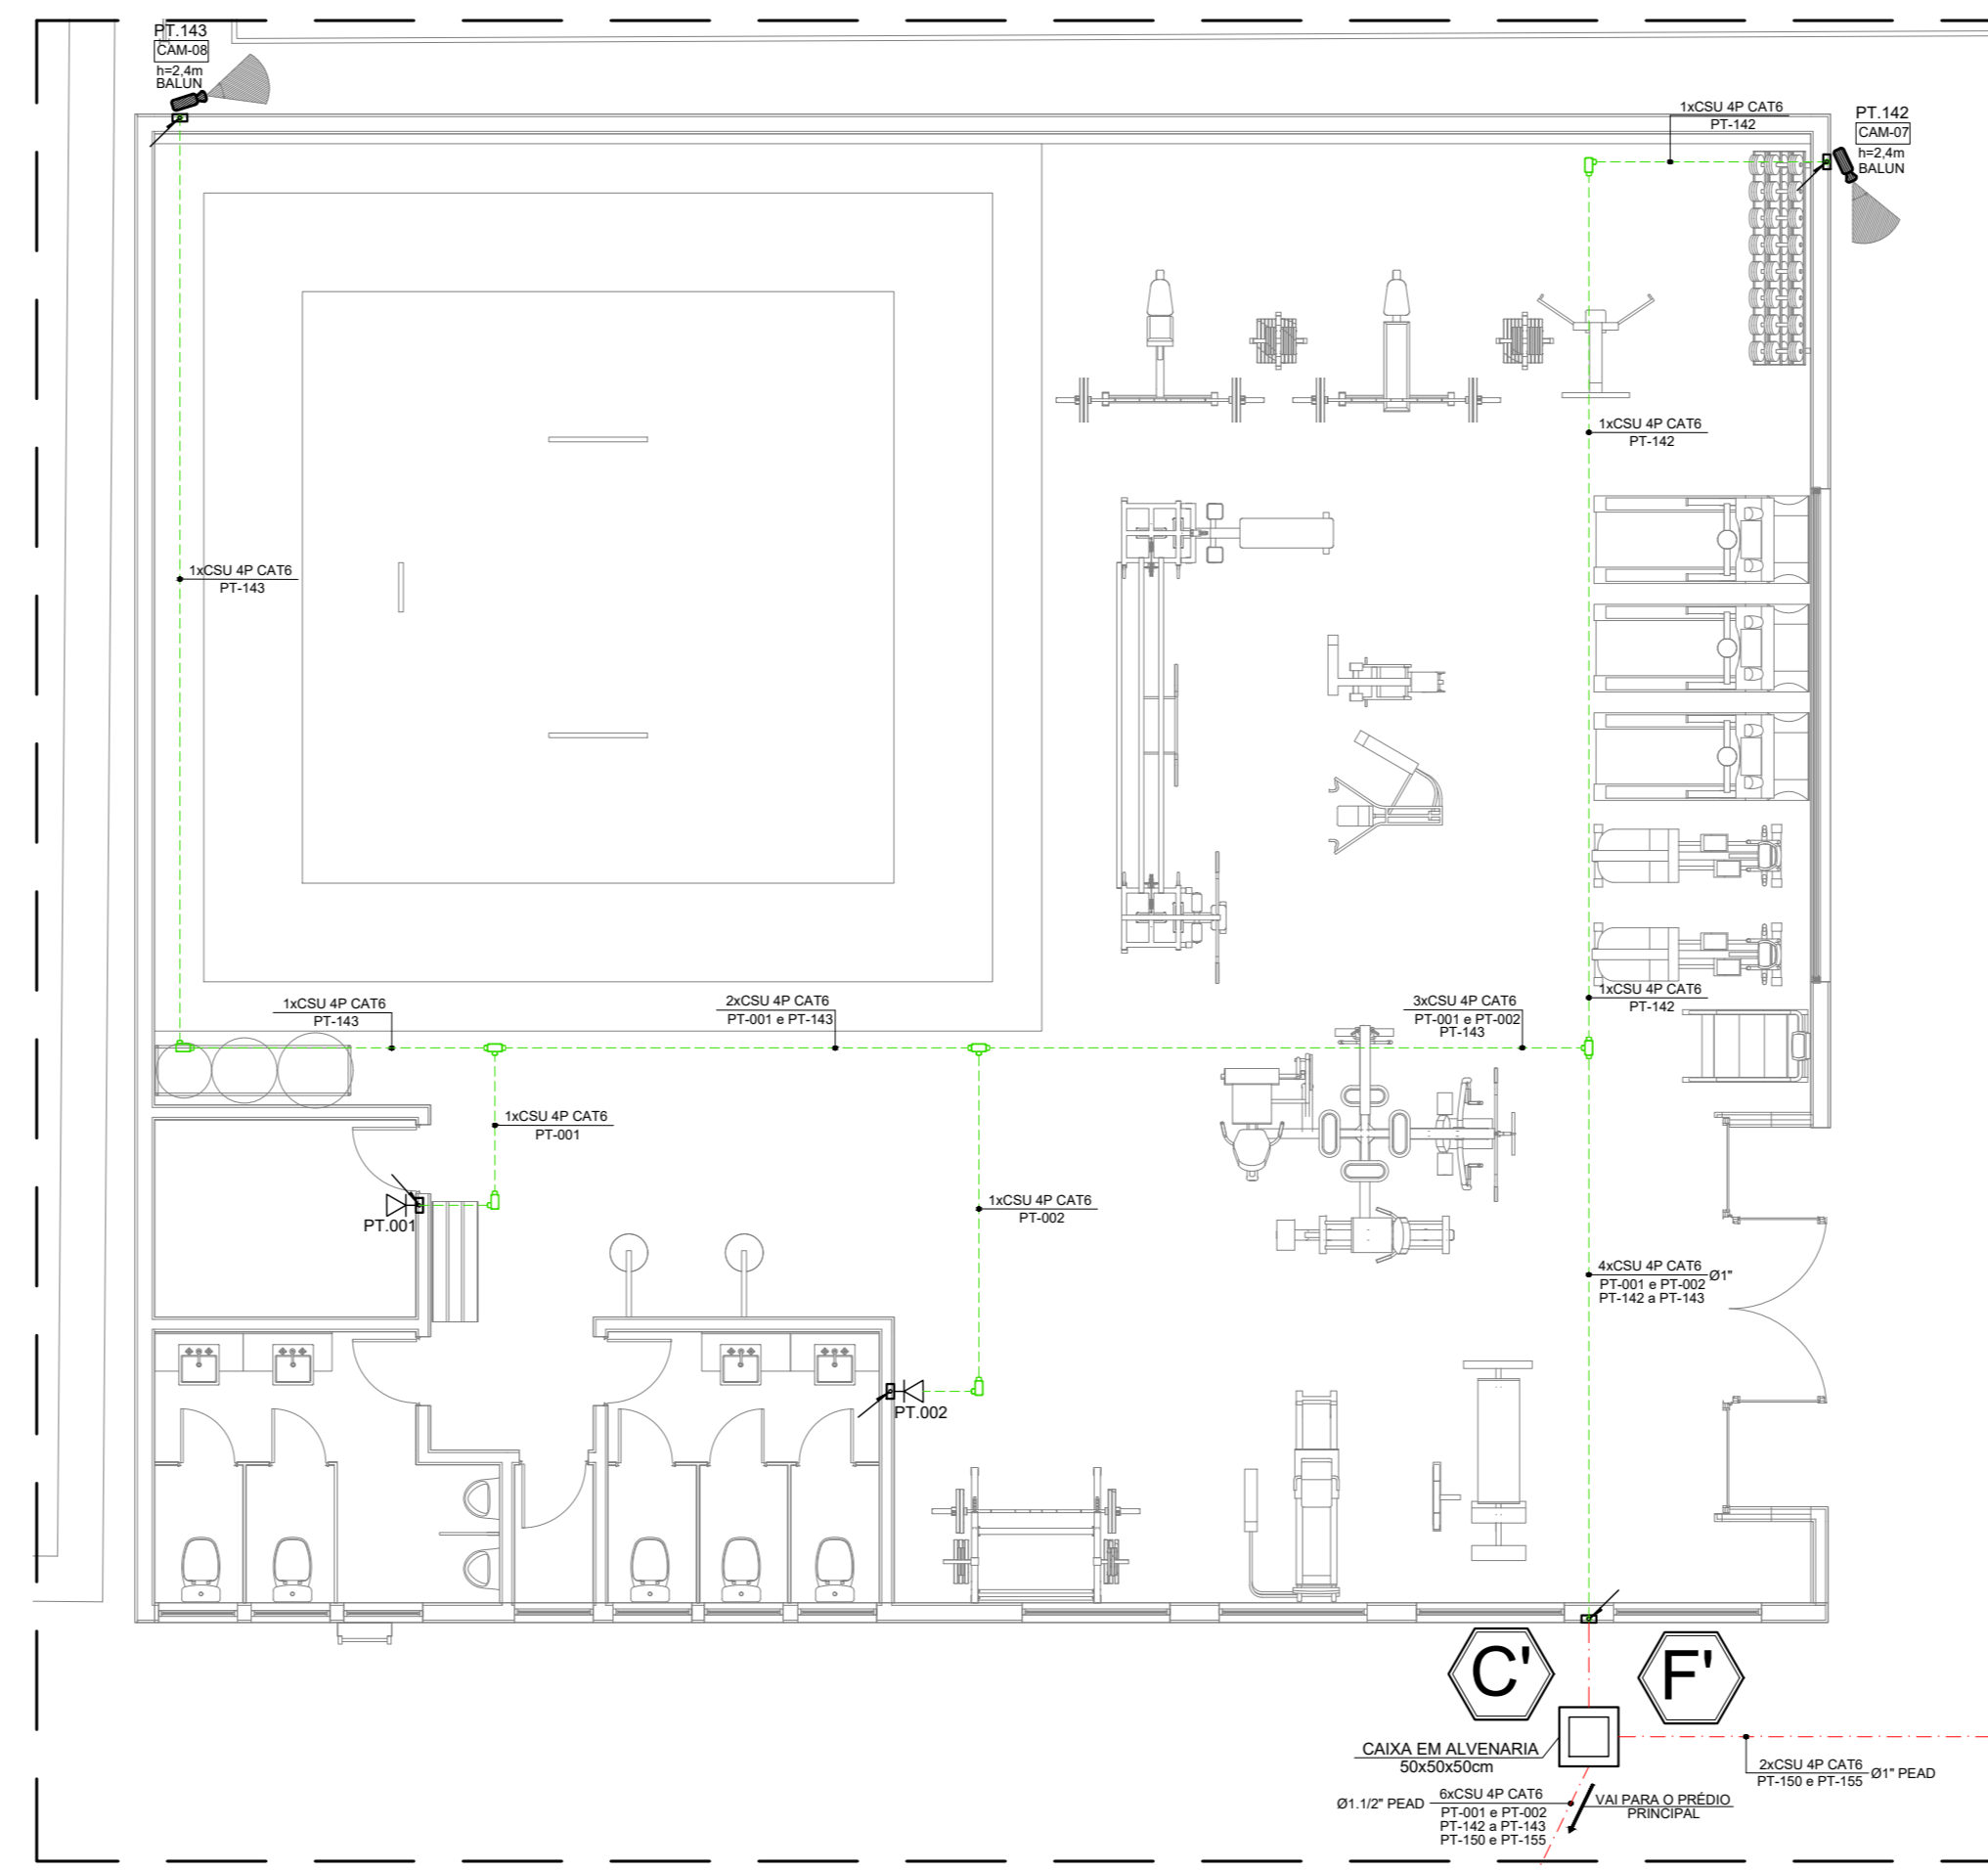 PT.143
CAM-08
h=2,4m
BALUN
1xCSU 4P CAT6
PT-142
PT.142
CAM-07
h=2,4m
BALUN
1xCSU 4P CAT6
PT-142
1xCSU 4P CAT6
PT-143
1xCSU 4P CAT6
PT-142
1xCSU 4P CAT6
PT-143
2xCSU 4P CAT6
PT-001 e PT-143
3xCSU 4P CAT6
PT-001 e PT-002
PT-143
1xCSU 4P CAT6
PT-001
PT.001
1xCSU 4P CAT6
PT-002
4xCSU 4P CAT6
Ø1"
PT-001 e PT-002
PT-142 a PT-143
PT.002
C'
F'
CAIXA EM ALVENARIA
50x50x50cm
2xCSU 4P CAT6
Ø1" PEAD
PT-150 e PT-155
Ø1.1/2" PEAD
6xCSU 4P CAT6
PT-001 e PT-002
PT-142 a PT-143
PT-150 e PT-155
VAI PARA O PRÉDIO
PRINCIPAL